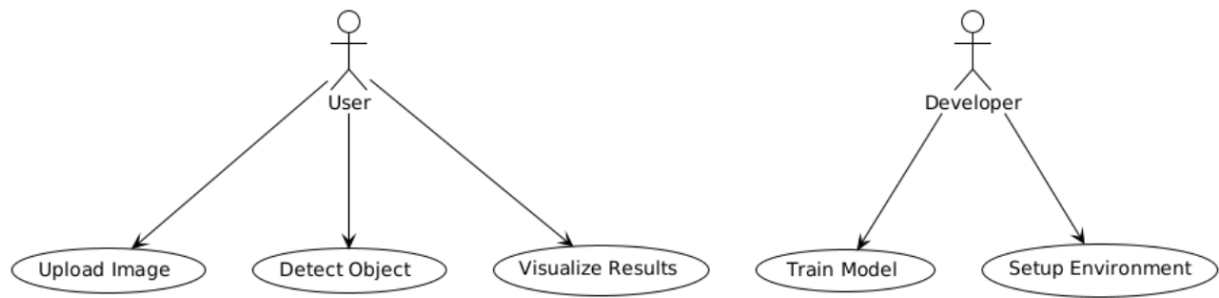 User
Developer
Upload Image
Detect Object
Visualize Results
Train Model
Setup Environment